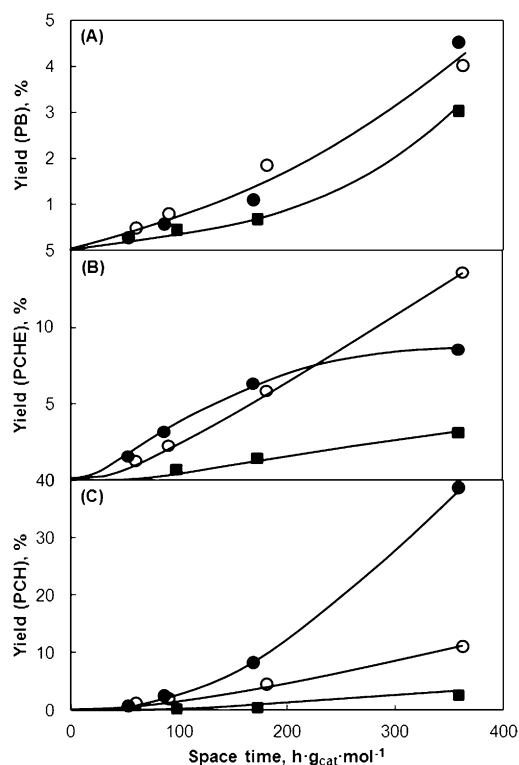 (A)
Yield (PB), %
5
4
3
2
1
5
(B)
Yield (PCHE), %
10
5
40
(C)
Yield (PCH), %
30
20
10
0
0 100 200 300 400
Space time, h·gcat·mol-1